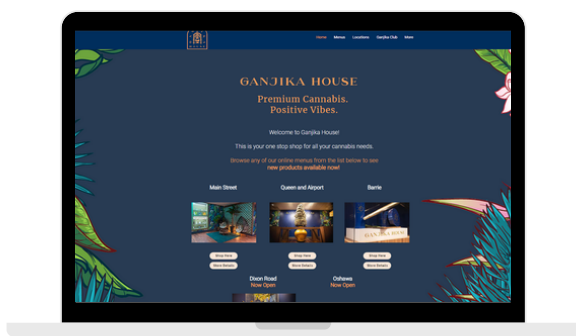 Home Menus Locations Ganjika Club More
GANJIKA HOUSE
Premium Cannabis.
Positive Vibes.
Welcome to Ganjika House!
This is your one stop shop for all your cannabis needs.
Browse any of our online menus from the list below to see
new products available now!
Main Street Queen and Airport Barrie
GANJIKA HOUSE
Shop Now Shop Now Shop Now
More Details More Details More Details
Dixon Road Oshawa
Now Open Now Open